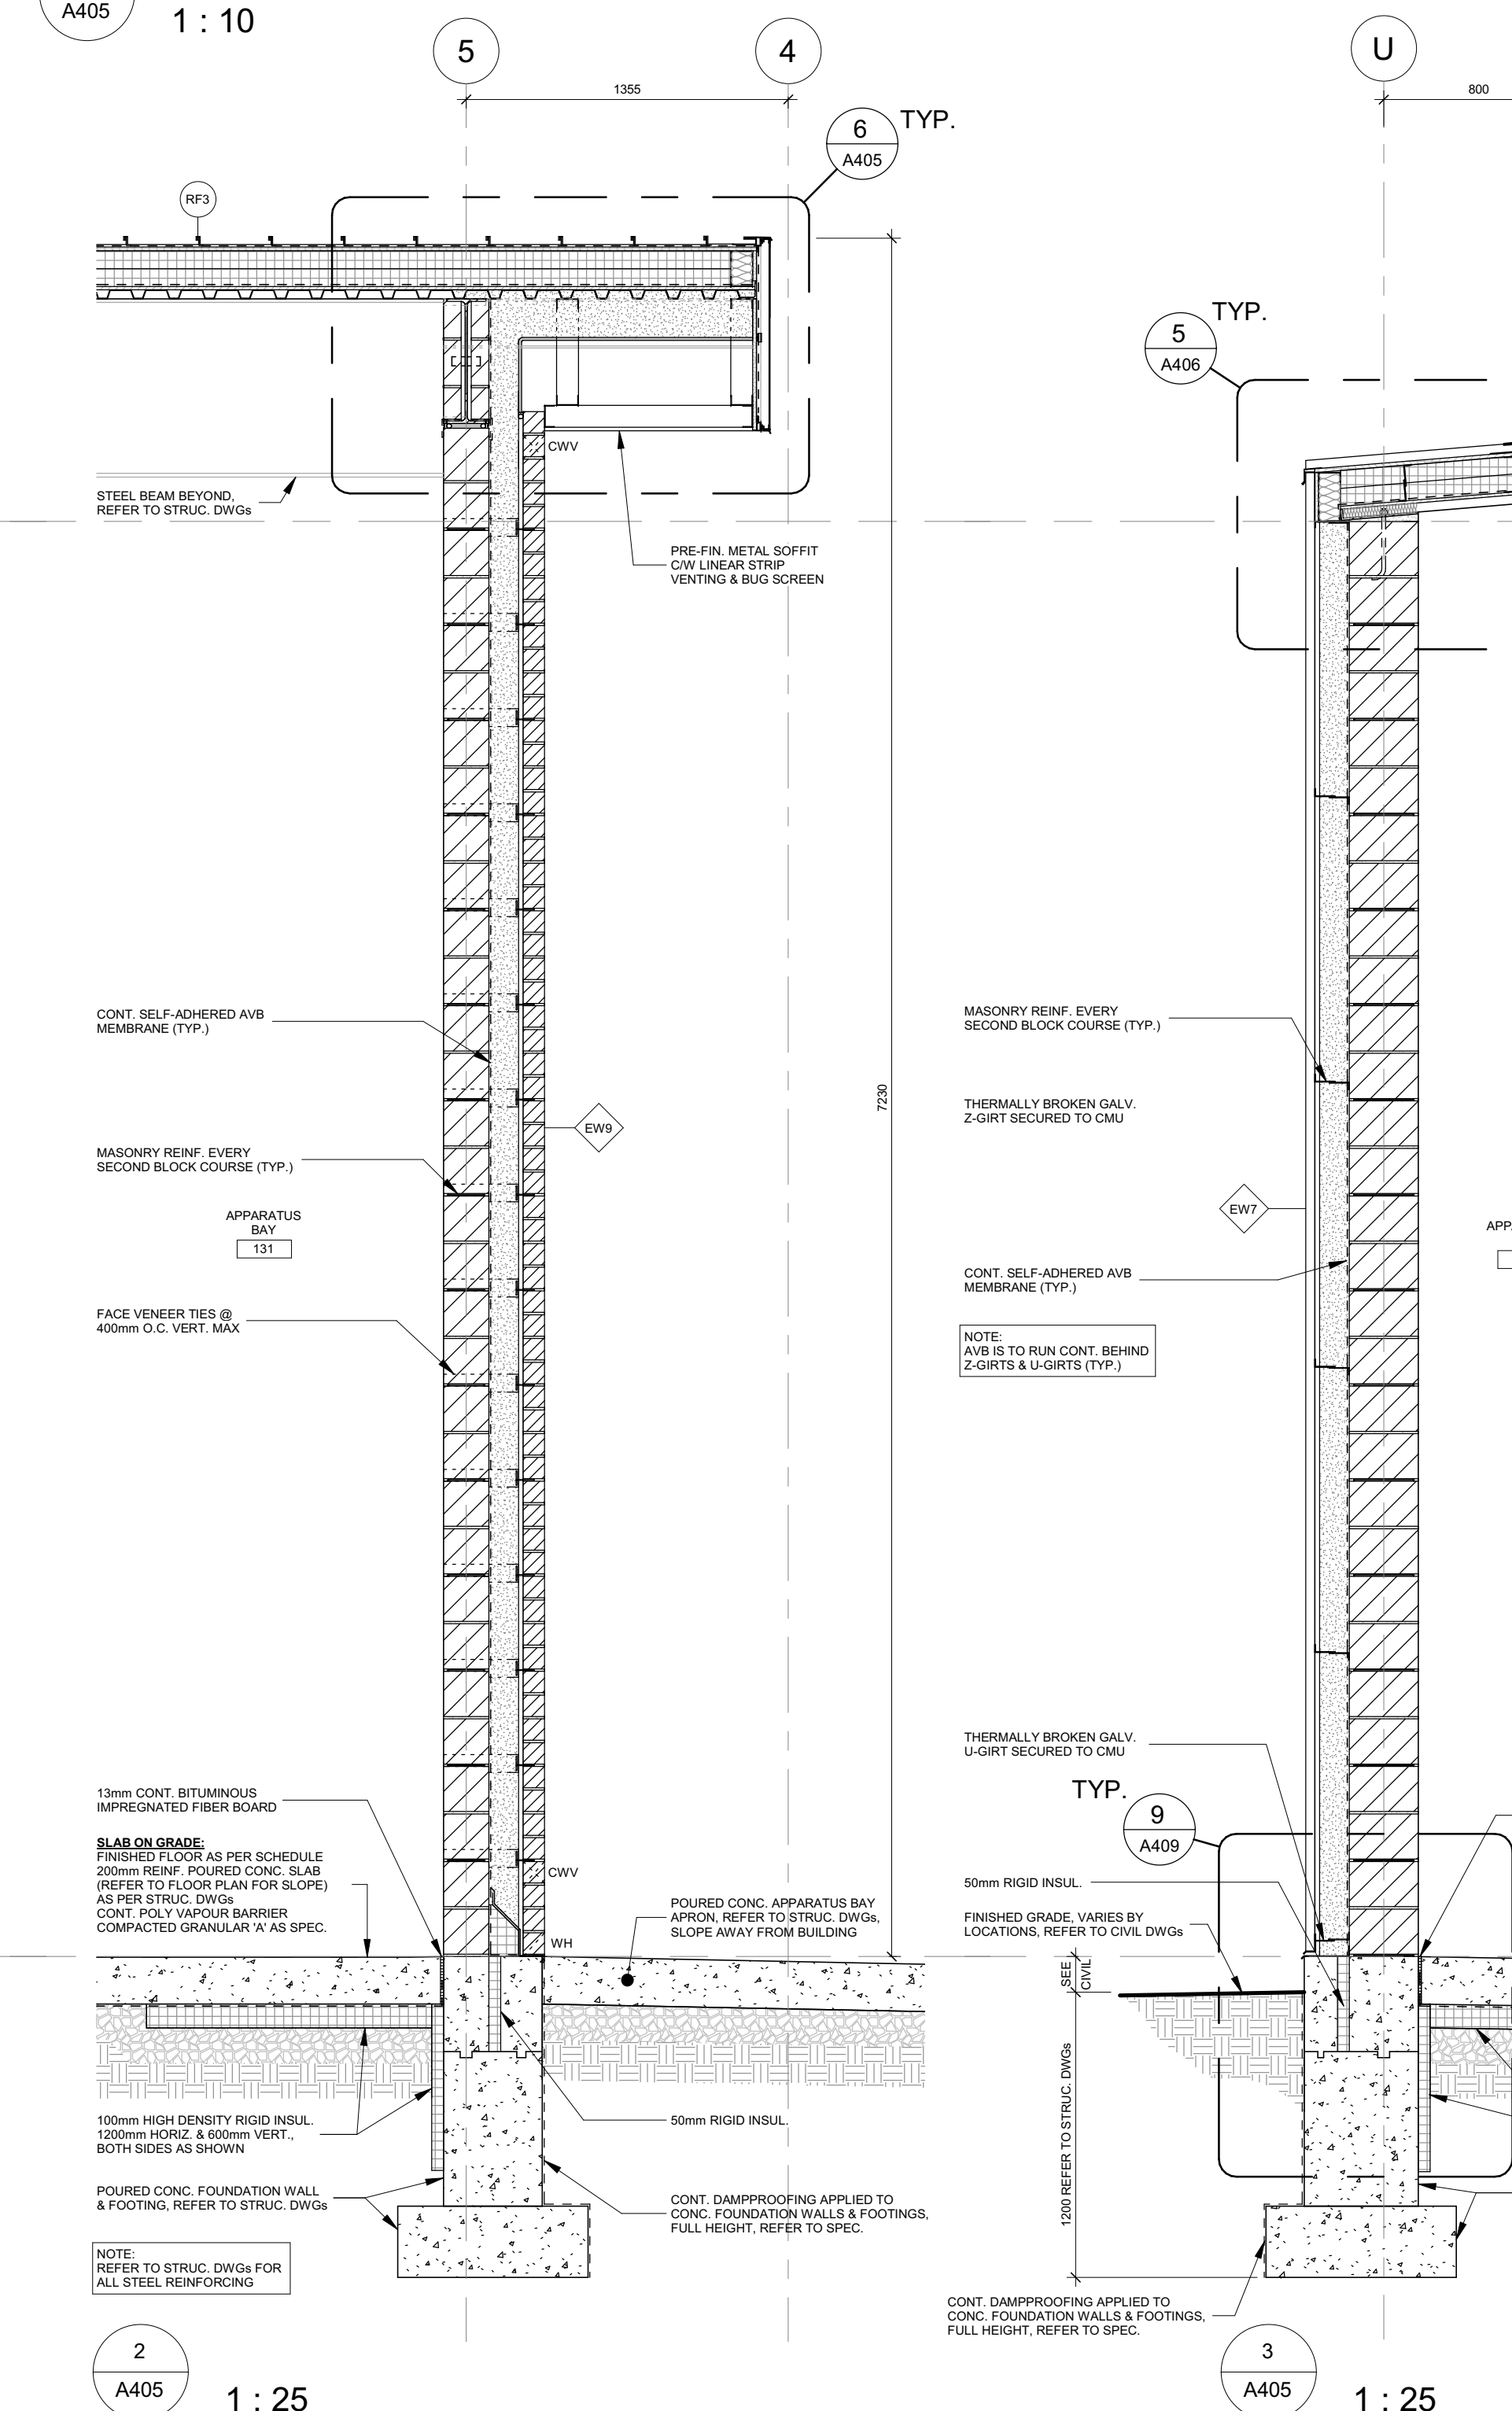 A405
1 : 10
5
4
U
1355
800
6
A405
TYP.
RF3
5
A406
TYP.
CWV
STEEL BEAM BEYOND,
REFER TO STRUC. DWGs
PRE-FIN. METAL SOFFIT
C/W LINEAR STRIP
VENTING & BUG SCREEN
CONT. SELF-ADHERED AVB
MEMBRANE (TYP.)
7230
EW9
MASONRY REINF. EVERY
SECOND BLOCK COURSE (TYP.)
APPARATUS
BAY
131
FACE VENEER TIES @
400mm O.C. VERT. MAX
MASONRY REINF. EVERY
SECOND BLOCK COURSE (TYP.)
THERMALLY BROKEN GALV.
Z-GIRT SECURED TO CMU
EW7
APP
CONT. SELF-ADHERED AVB
MEMBRANE (TYP.)
NOTE:
AVB IS TO RUN CONT. BEHIND
Z-GIRTS & U-GIRTS (TYP.)
13mm CONT. BITUMINOUS
IMPREGNATED FIBER BOARD
SLAB ON GRADE:
FINISHED FLOOR AS PER SCHEDULE
200mm REINF. POURED CONC. SLAB
(REFER TO FLOOR PLAN FOR SLOPE)
AS PER STRUC. DWGs
CONT. POLY VAPOUR BARRIER
COMPACTED GRANULAR 'A' AS SPEC.
CWV
WH
POURED CONC. APPARATUS BAY
APRON, REFER TO STRUC. DWGs,
SLOPE AWAY FROM BUILDING
THERMALLY BROKEN GALV.
U-GIRT SECURED TO CMU
TYP.
9
A409
50mm RIGID INSUL.
FINISHED GRADE, VARIES BY
LOCATIONS, REFER TO CIVIL DWGs
SEE
CIVIL
1200 REFER TO STRUC. DWGs
100mm HIGH DENSITY RIGID INSUL.
1200mm HORIZ. & 600mm VERT.,
BOTH SIDES AS SHOWN
50mm RIGID INSUL.
POURED CONC. FOUNDATION WALL
& FOOTING, REFER TO STRUC. DWGs
CONT. DAMPPROOFING APPLIED TO
CONC. FOUNDATION WALLS & FOOTINGS,
FULL HEIGHT, REFER TO SPEC.
NOTE:
REFER TO STRUC. DWGs FOR
ALL STEEL REINFORCING
CONT. DAMPPROOFING APPLIED TO
CONC. FOUNDATION WALLS & FOOTINGS,
FULL HEIGHT, REFER TO SPEC.
2
A405
1 : 25
3
A405
1 : 25